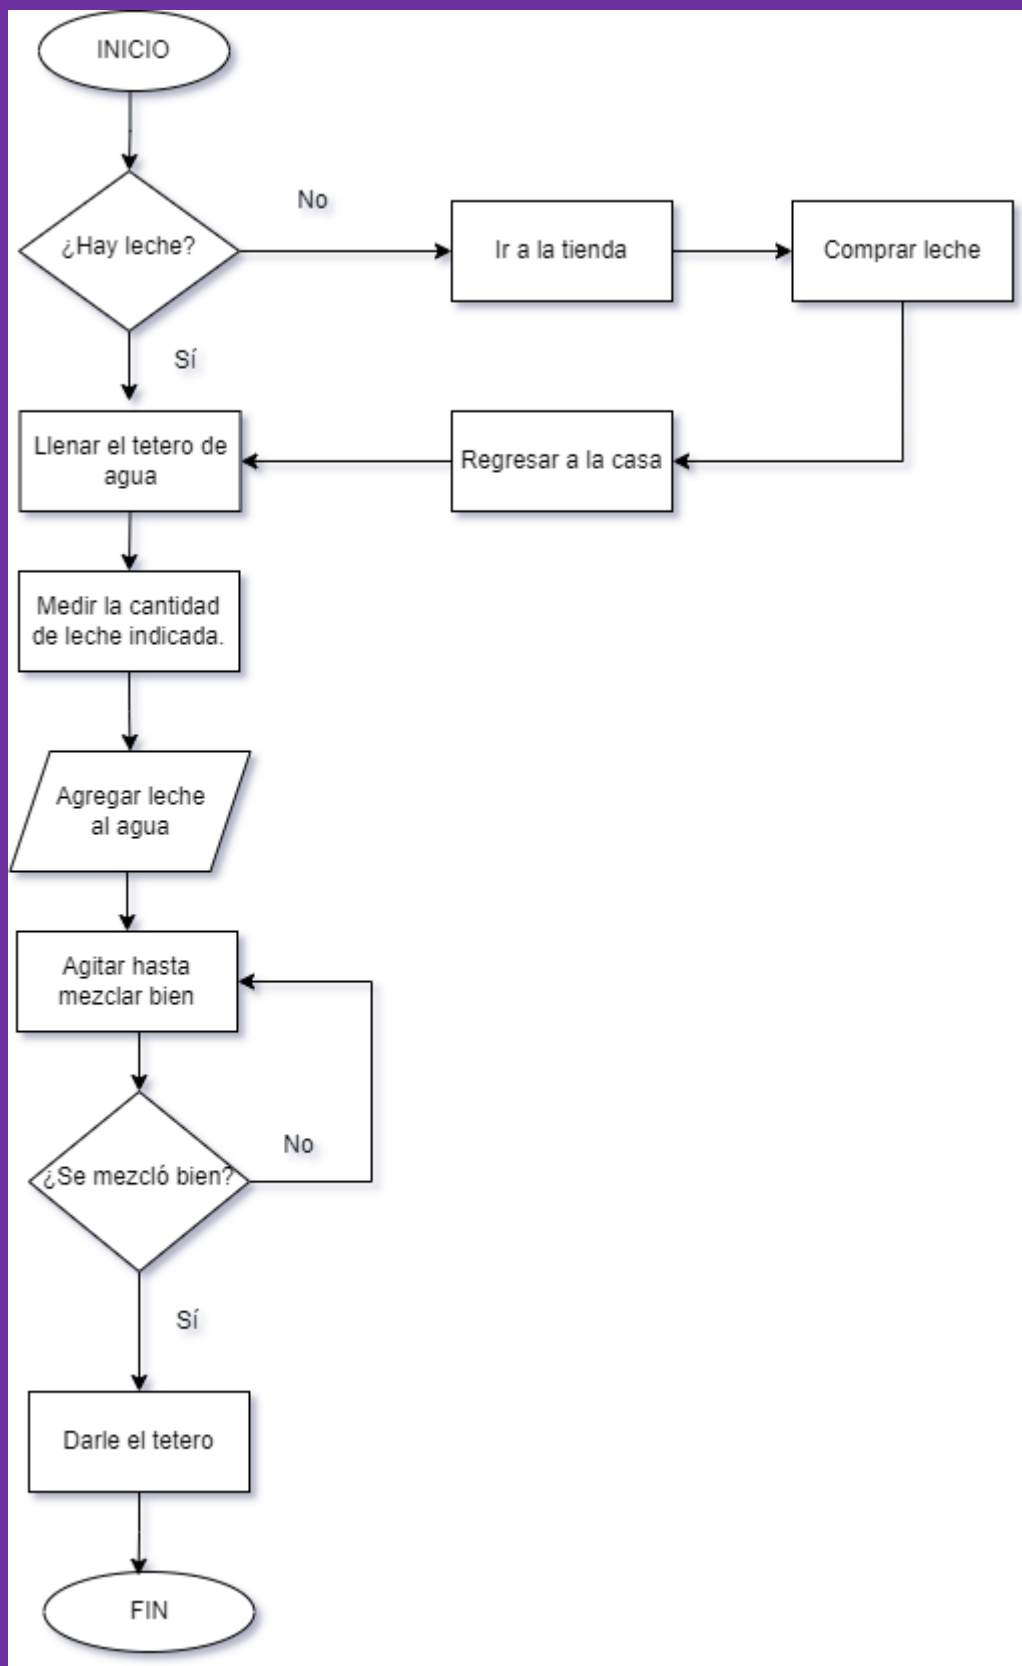 INICIO
¿Hay leche?
No
Ir a la tienda
Comprar leche
Sí
Llenar el tetero de
agua
Regresar a la casa
Medir la cantidad
de leche indicada.
Agregar leche
al agua
Agitar hasta
mezclar bien
¿Se mezcló bien?
No
Sí
Darle el tetero
FIN